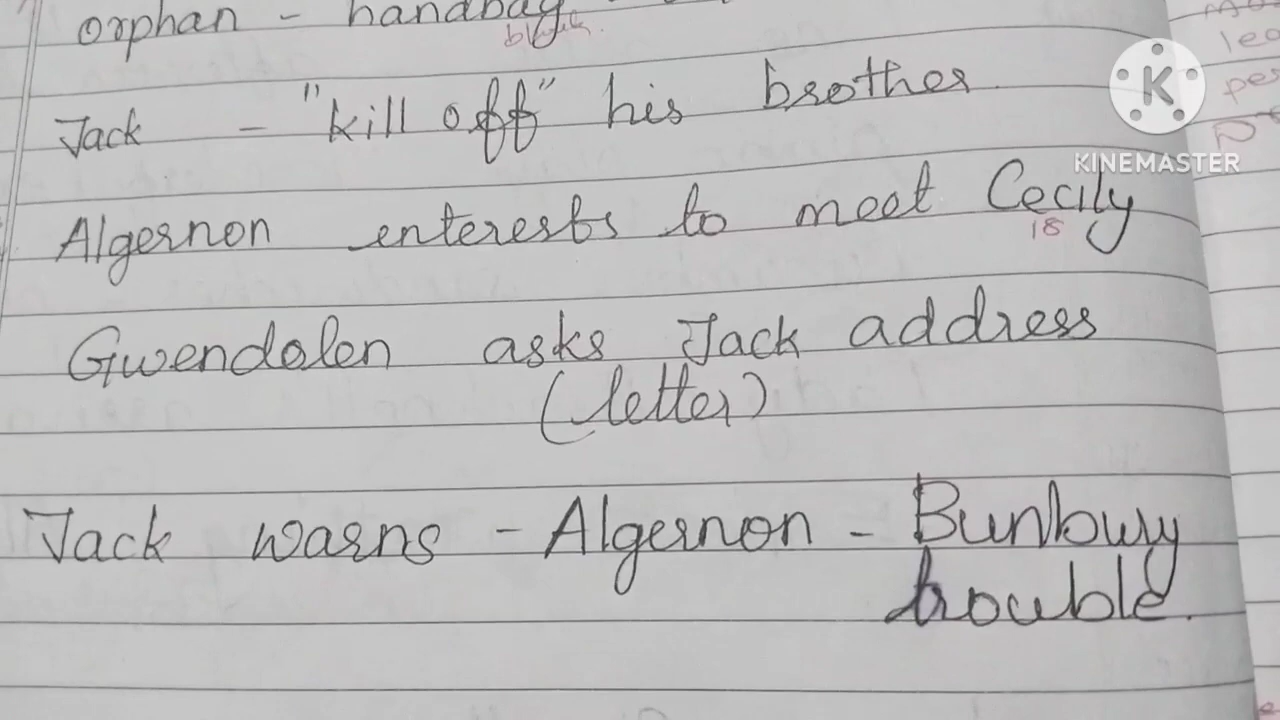 orphan - handbag
black.
Jack - "kill off" his brother
Algernon enterests to meet Cecily
18
Gwendolen asks Jack address
(letter)
Jack warns - Algernon - Bunbury
trouble.
K
KINEMASTER